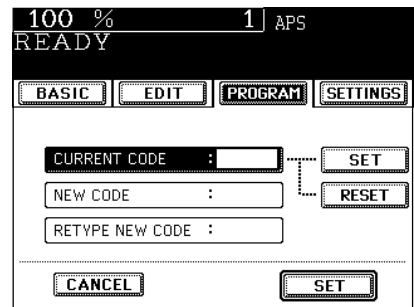 100 % 1 APS
READY
BASIC EDIT PROGRAM SETTINGS
CURRENT CODE : SET
NEW CODE : RESET
RETYPE NEW CODE :
CANCEL SET